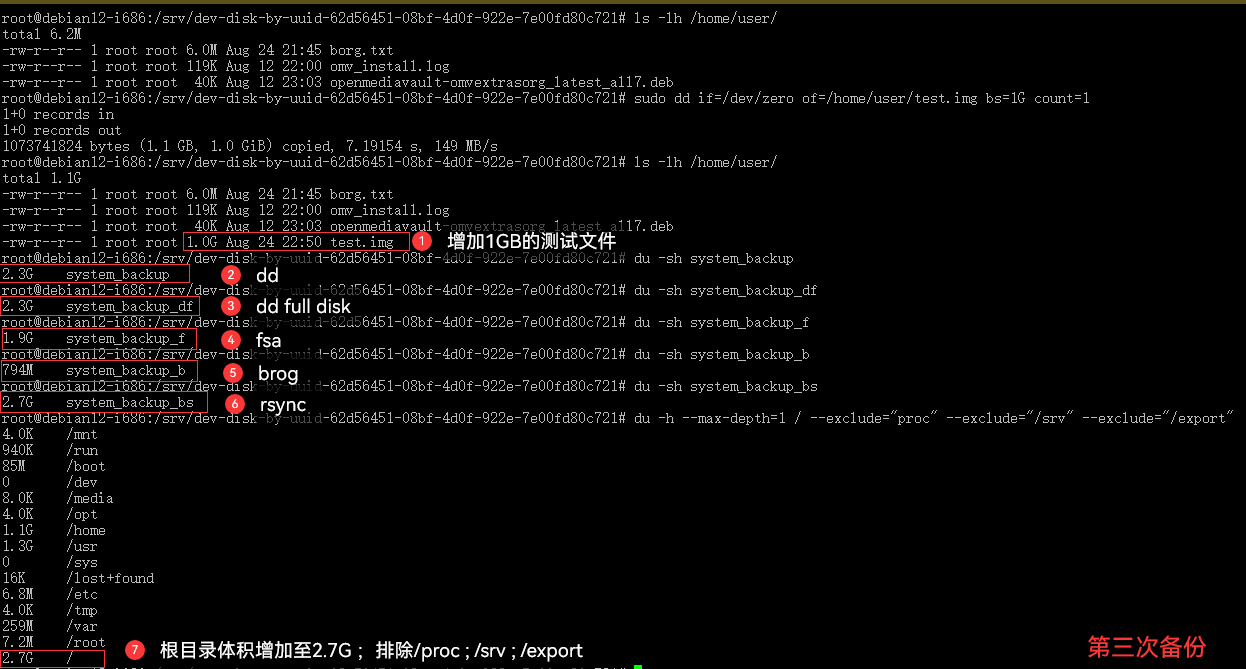 root@debian12-i686:/srv/dev-disk-by-uuid-62d56451-08bf-4d0f-922e-7e00fd80c721# ls -lh /home/user/
total 6.2M
-rw-r--r-- 1 root root 6.0M Aug 24 21:45 borg.txt
-rw-r--r-- 1 root root 119K Aug 12 22:00 omv_install.log
-rw-r--r-- 1 root root  40K Aug 12 23:03 openmediavault-omvextrasorg_latest_all7.deb
root@debian12-i686:/srv/dev-disk-by-uuid-62d56451-08bf-4d0f-922e-7e00fd80c721# sudo dd if=/dev/zero of=/home/user/test.img bs=1G count=1
1+0 records in
1+0 records out
1073741824 bytes (1.1 GB, 1.0 GiB) copied, 7.19154 s, 149 MB/s
root@debian12-i686:/srv/dev-disk-by-uuid-62d56451-08bf-4d0f-922e-7e00fd80c721# ls -lh /home/user/
total 1.1G
-rw-r--r-- 1 root root 6.0M Aug 24 21:45 borg.txt
-rw-r--r-- 1 root root 119K Aug 12 22:00 omv_install.log
-rw-r--r-- 1 root root  40K Aug 12 23:03 openmediavault-omvextrasorg_latest_all7.deb
-rw-r--r-- 1 root root 1.0G Aug 24 22:50 test.img 1 增加1GB的测试文件
root@debian12-i686:/srv/dev-disk-by-uuid-62d56451-08bf-4d0f-922e-7e00fd80c721# du -sh system_backup
2.3G system_backup 2 dd
root@debian12-i686:/srv/dev-disk-by-uuid-62d56451-08bf-4d0f-922e-7e00fd80c721# du -sh system_backup_df
2.3G system_backup_df 3 dd full disk
root@debian12-i686:/srv/dev-disk-by-uuid-62d56451-08bf-4d0f-922e-7e00fd80c721# du -sh system_backup_f
1.9G system_backup_f 4 fsa
root@debian12-i686:/srv/dev-disk-by-uuid-62d56451-08bf-4d0f-922e-7e00fd80c721# du -sh system_backup_b
794M system_backup_b 5 brog
root@debian12-i686:/srv/dev-disk-by-uuid-62d56451-08bf-4d0f-922e-7e00fd80c721# du -sh system_backup_bs
2.7G system_backup_bs 6 rsync
root@debian12-i686:/srv/dev-disk-by-uuid-62d56451-08bf-4d0f-922e-7e00fd80c721# du -h --max-depth=1 / --exclude="proc" --exclude="/srv" --exclude="/export"
4.0K /mnt
940K /run
85M /boot
0 /dev
8.0K /media
4.0K /opt
1.1G /home
1.3G /usr
0 /sys
16K /lost+found
6.8M /etc
4.0K /tmp
259M /var
7.2M /root
2.7G / 7 根目录体积增加至2.7G ; 排除/proc ; /srv ; /export
第三次备份